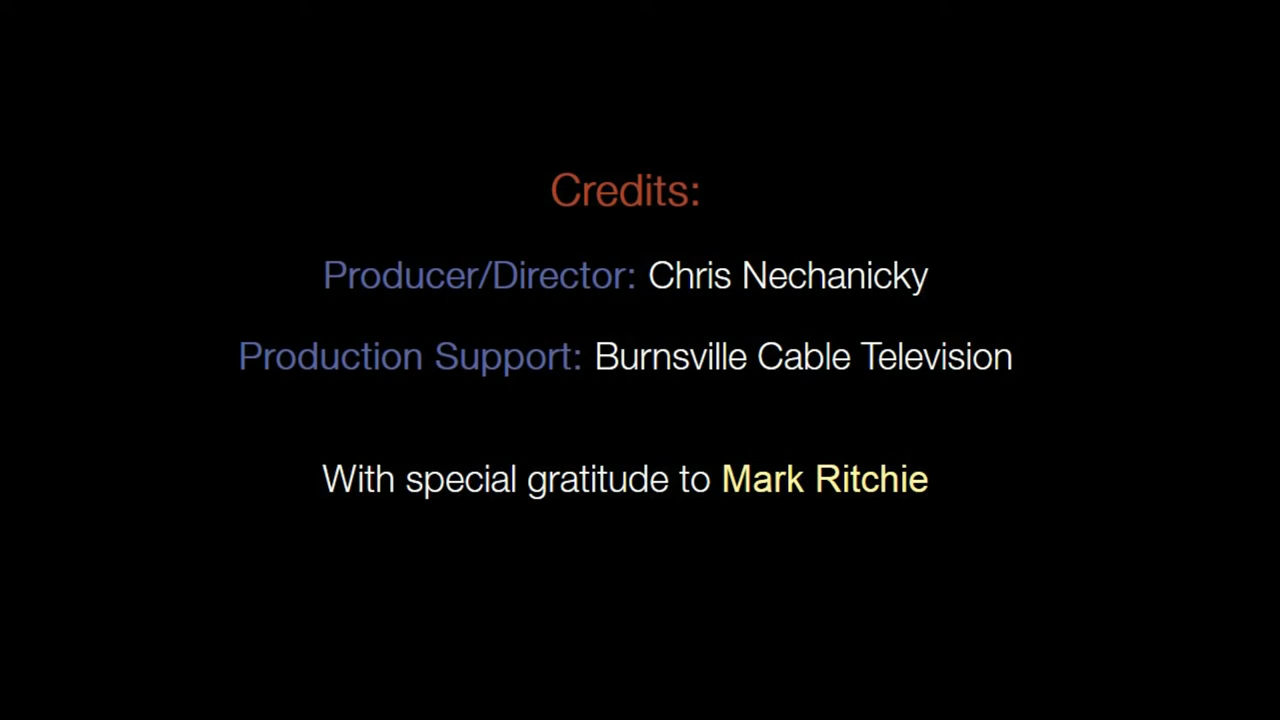 Credits:
Producer/Director: Chris Nechanicky
Production Support: Burnsville Cable Television
With special gratitude to Mark Ritchie